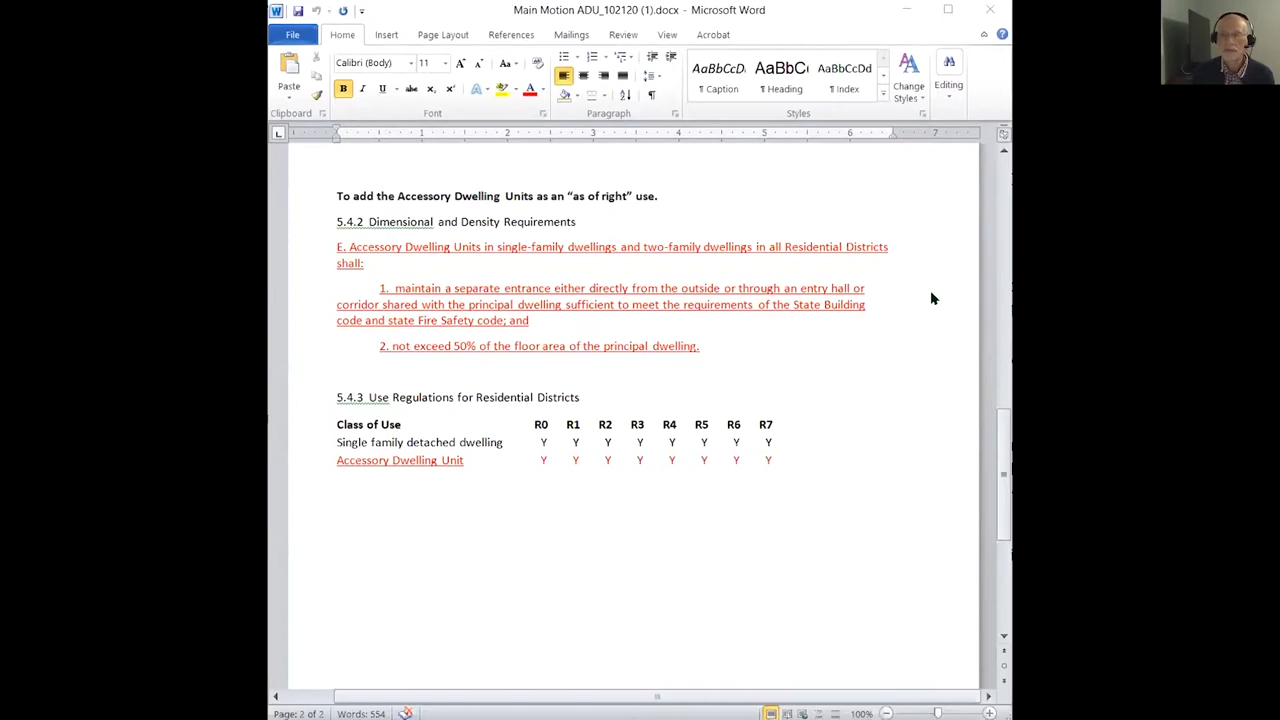 Main Motion ADU_102120 (1).docx - Microsoft Word
File Home Insert Page Layout References Mailings Review View Acrobat
Calibri (Body) 11
Paste
AaBbCcD AaBbC AaBbCcDd
¶ Caption ¶ Heading ¶ Index
Change Styles
Editing
Clipboard Font Paragraph Styles
1 2 3 4 5 6 7
To add the Accessory Dwelling Units as an “as of right” use.
5.4.2 Dimensional and Density Requirements
E. Accessory Dwelling Units in single-family dwellings and two-family dwellings in all Residential Districts
shall:
1. maintain a separate entrance either directly from the outside or through an entry hall or
corridor shared with the principal dwelling sufficient to meet the requirements of the State Building
code and state Fire Safety code; and
2. not exceed 50% of the floor area of the principal dwelling.
5.4.3 Use Regulations for Residential Districts
Class of Use R0 R1 R2 R3 R4 R5 R6 R7
Single family detached dwelling Y Y Y Y Y Y Y Y
Accessory Dwelling Unit Y Y Y Y Y Y Y Y
Page: 2 of 2 Words: 554 100%